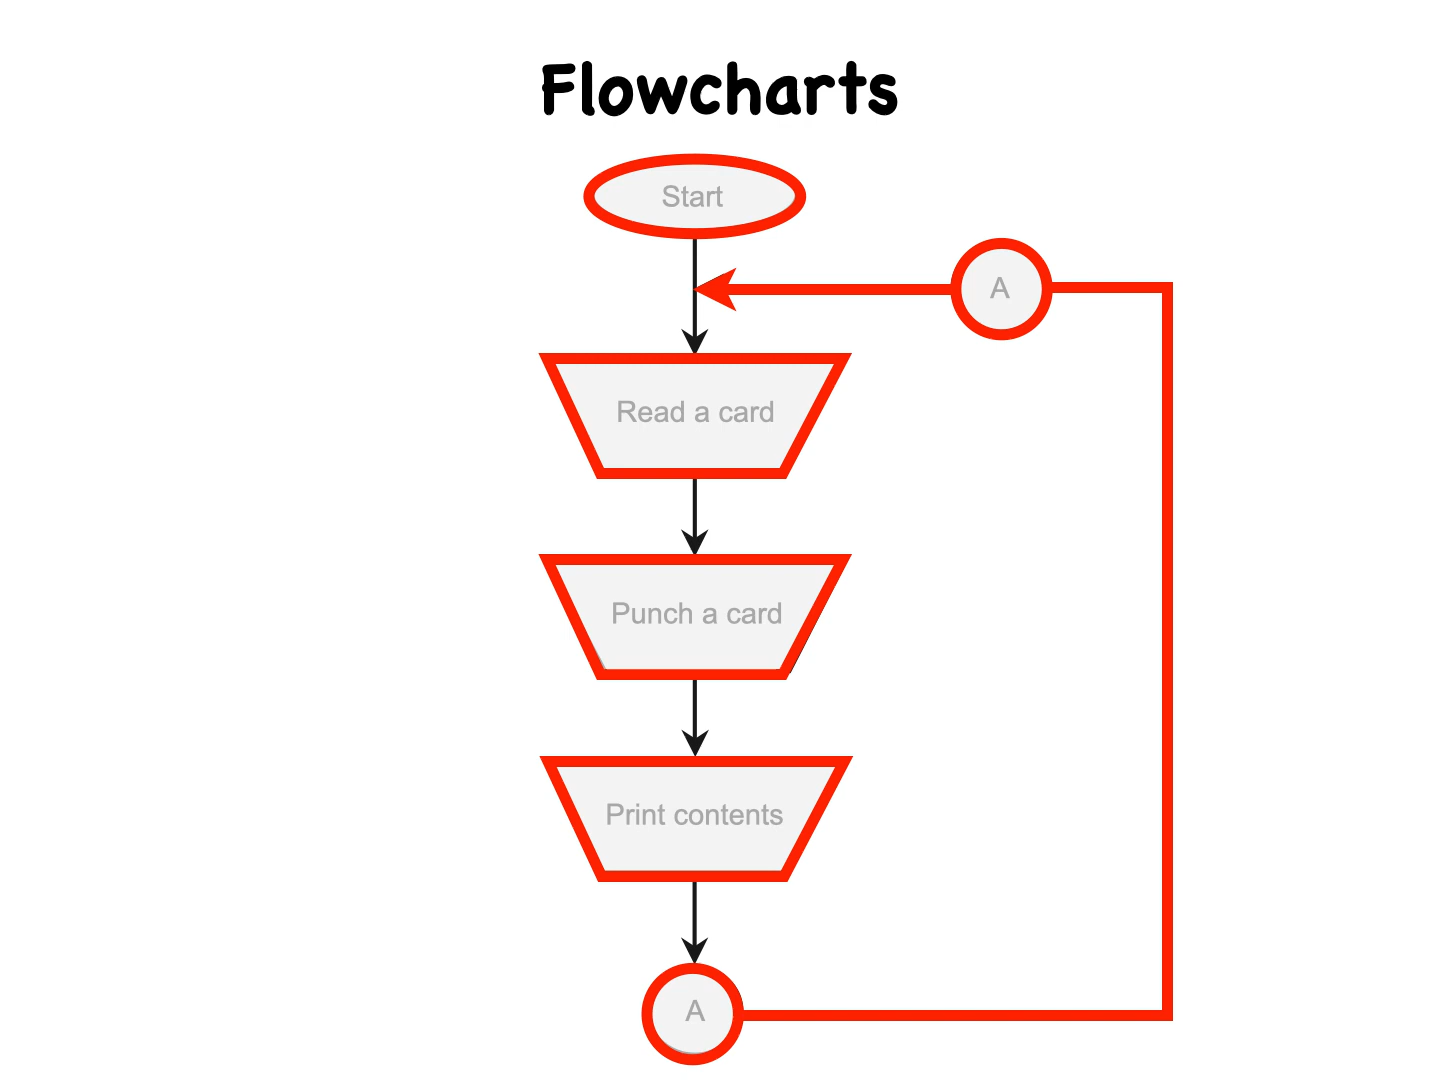 Flowcharts
Start
A
Read a card
Punch a card
Print contents
A